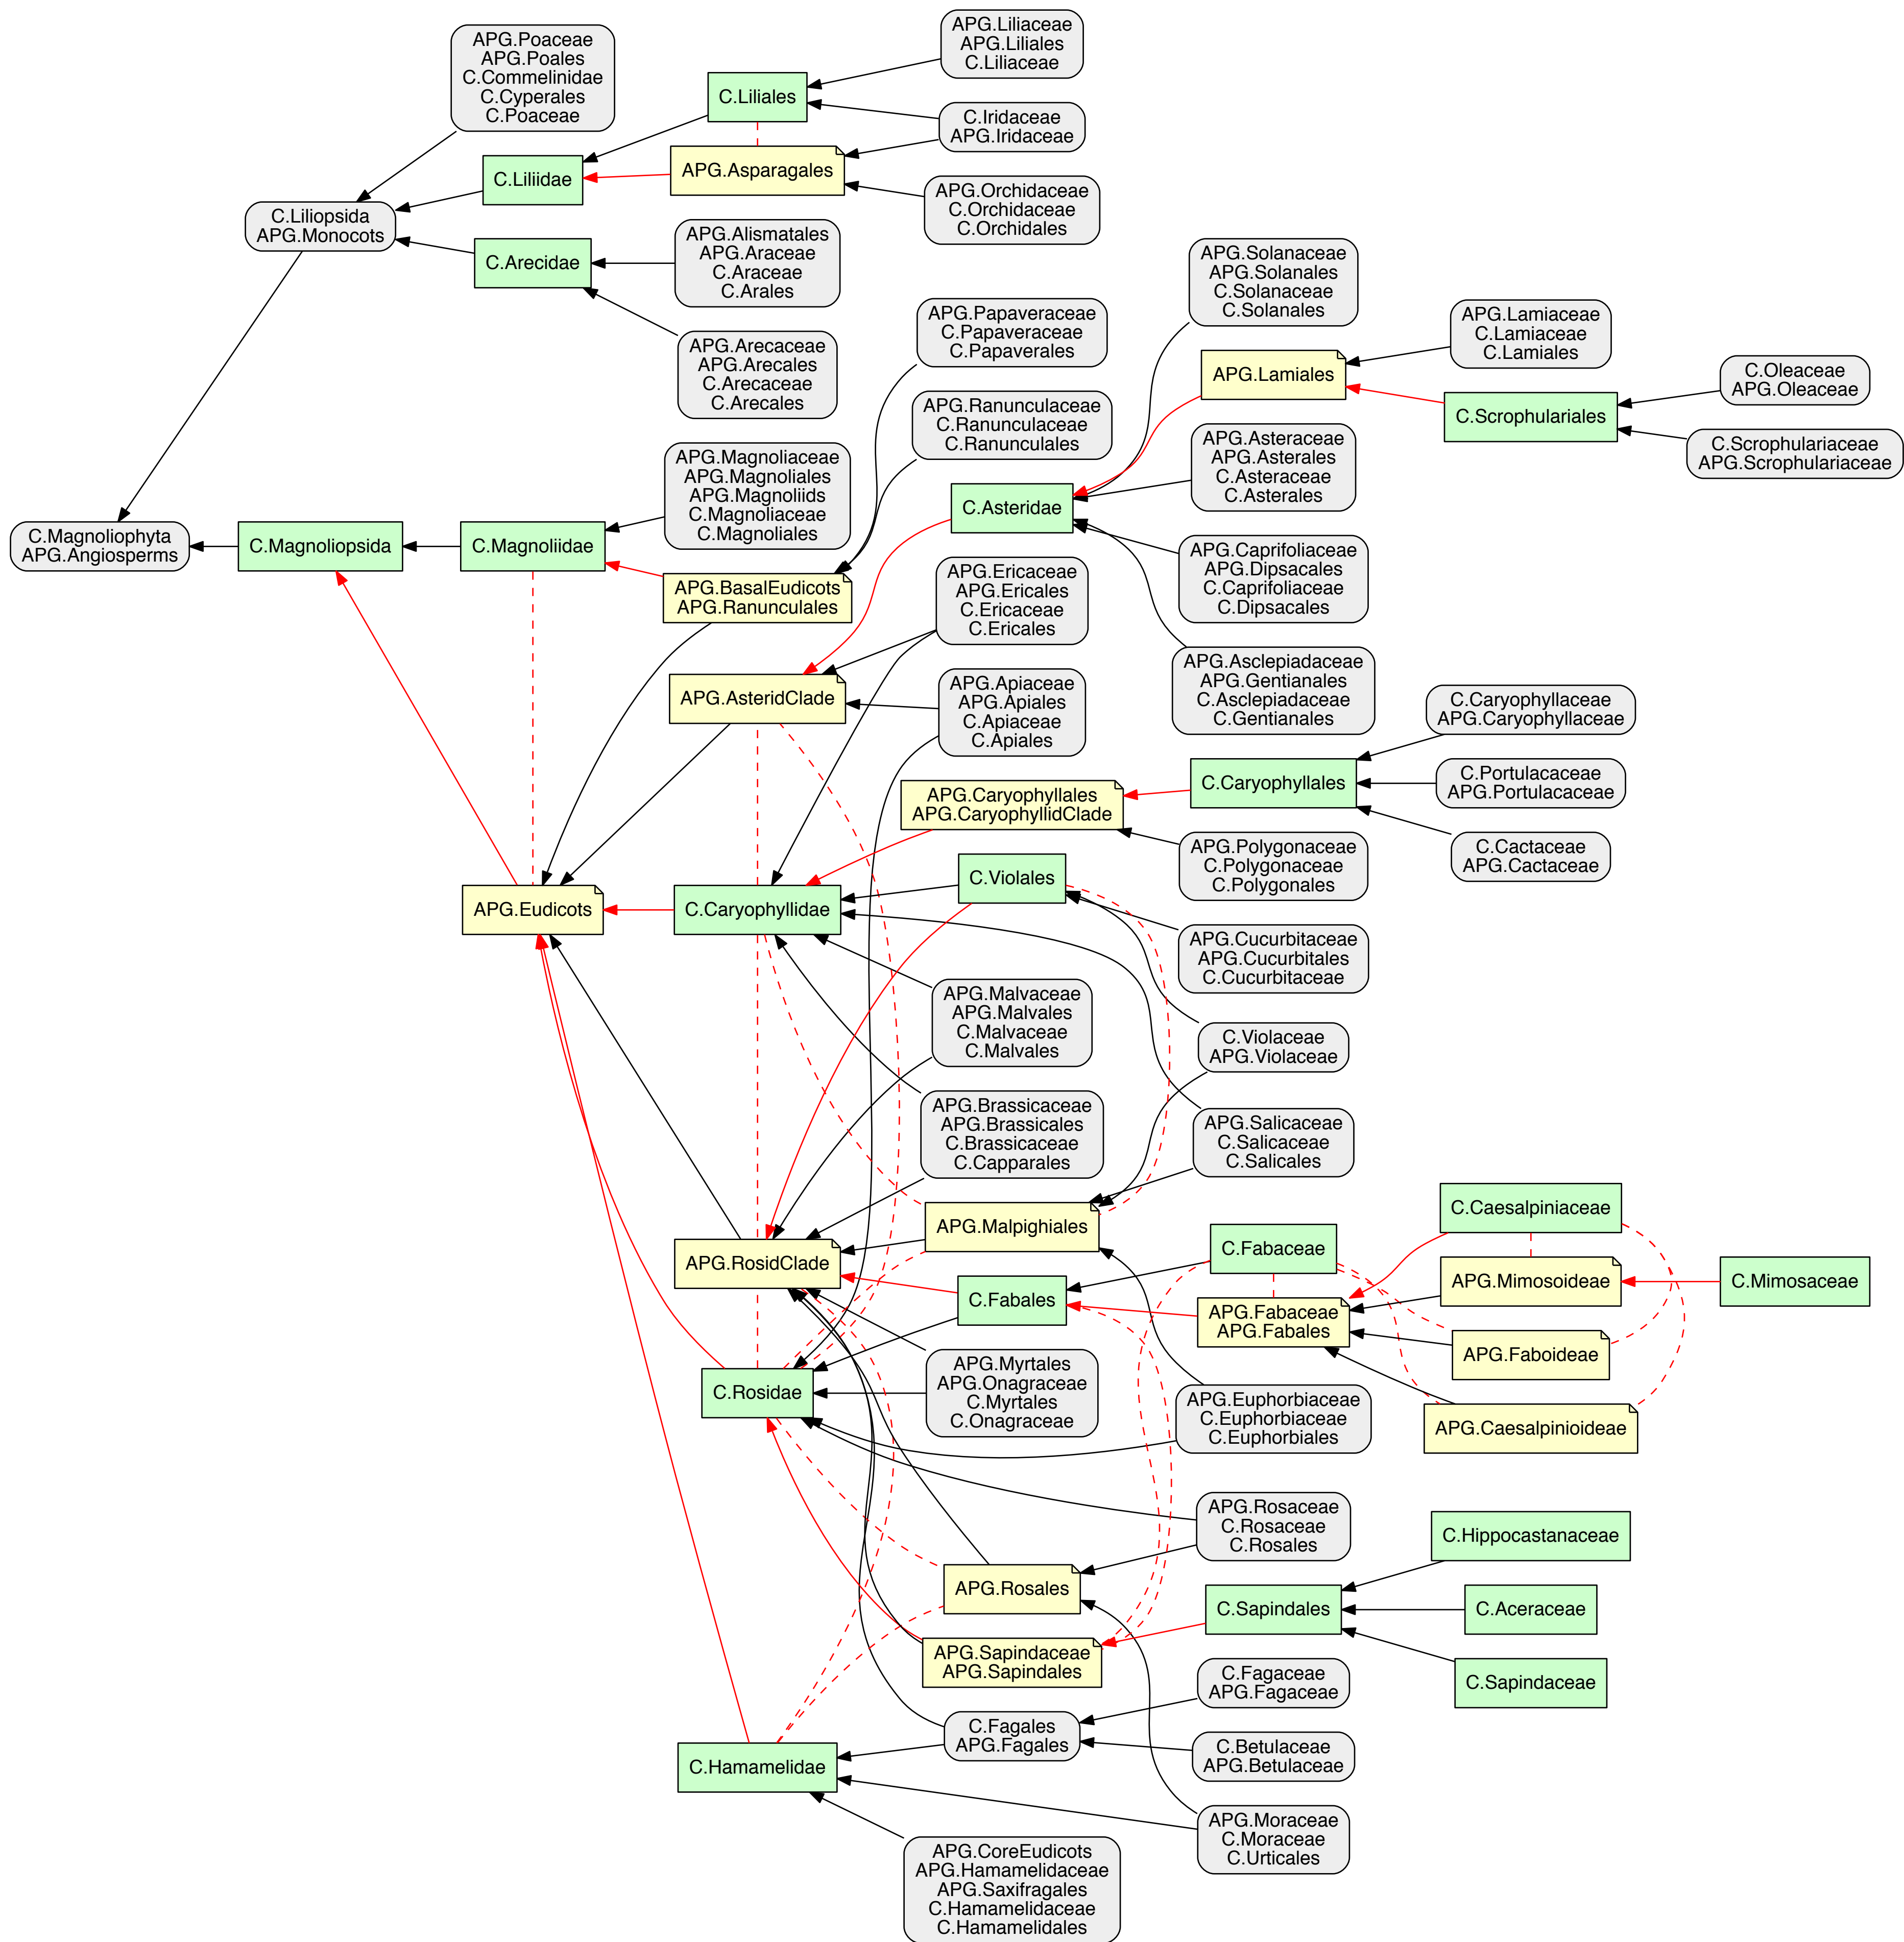 APG.Poaceae
APG.Poales
C.Commelinidae
C.Cyperales
C.Poaceae
APG.Liliaceae
APG.Liliales
C.Liliaceae
C.Liliales
C.Iridaceae
APG.Iridaceae
APG.Asparagales
C.Liliidae
APG.Orchidaceae
C.Orchidaceae
C.Orchidales
C.Liliopsida
APG.Monocots
C.Arecidae
APG.Alismatales
APG.Araceae
C.Araceae
C.Arales
APG.Arecaceae
APG.Arecales
C.Arecaceae
C.Arecales
APG.Solanaceae
APG.Solanales
C.Solanaceae
C.Solanales
APG.Papaveraceae
C.Papaveraceae
C.Papaverales
APG.Lamiaceae
C.Lamiaceae
C.Lamiales
APG.Lamiales
C.Oleaceae
APG.Oleaceae
C.Scrophulariales
APG.Ranunculaceae
C.Ranunculaceae
C.Ranunculales
C.Scrophulariaceae
APG.Scrophulariaceae
APG.Asteraceae
APG.Asterales
C.Asteraceae
C.Asterales
APG.Magnoliaceae
APG.Magnoliales
APG.Magnoliids
C.Magnoliaceae
C.Magnoliales
C.Asteridae
C.Magnoliophyta
APG.Angiosperms
C.Magnoliopsida
C.Magnoliidae
APG.Caprifoliaceae
APG.Dipsacales
C.Caprifoliaceae
C.Dipsacales
APG.BasalEudicots
APG.Ranunculales
APG.Ericaceae
APG.Ericales
C.Ericaceae
C.Ericales
APG.Asclepiadaceae
APG.Gentianales
C.Asclepiadaceae
C.Gentianales
APG.AsteridClade
APG.Apiaceae
APG.Apiales
C.Apiaceae
C.Apiales
C.Caryophyllaceae
APG.Caryophyllaceae
C.Caryophyllales
C.Portulacaceae
APG.Portulacaceae
APG.Caryophyllales
APG.CaryophyllidClade
C.Cactaceae
APG.Cactaceae
APG.Polygonaceae
C.Polygonaceae
C.Polygonales
C.Violales
APG.Eudicots
C.Caryophyllidae
APG.Cucurbitaceae
APG.Cucurbitales
C.Cucurbitaceae
APG.Malvaceae
APG.Malvales
C.Malvaceae
C.Malvales
C.Violaceae
APG.Violaceae
APG.Brassicaceae
APG.Brassicales
C.Brassicaceae
C.Capparales
APG.Salicaceae
C.Salicaceae
C.Salicales
APG.Malpighiales
C.Caesalpiniaceae
C.Fabaceae
APG.RosidClade
APG.Mimosoideae
C.Mimosaceae
C.Fabales
APG.Fabaceae
APG.Fabales
APG.Faboideae
C.Rosidae
APG.Myrtales
APG.Onagraceae
C.Myrtales
C.Onagraceae
APG.Euphorbiaceae
C.Euphorbiaceae
C.Euphorbiales
APG.Caesalpinioideae
APG.Rosaceae
C.Rosaceae
C.Rosales
C.Hippocastanaceae
APG.Rosales
C.Sapindales
C.Aceraceae
APG.Sapindaceae
APG.Sapindales
C.Sapindaceae
C.Fagaceae
APG.Fagaceae
C.Fagales
APG.Fagales
C.Betulaceae
APG.Betulaceae
C.Hamamelidae
APG.Moraceae
C.Moraceae
C.Urticales
APG.CoreEudicots
APG.Hamamelidaceae
APG.Saxifragales
C.Hamamelidaceae
C.Hamamelidales